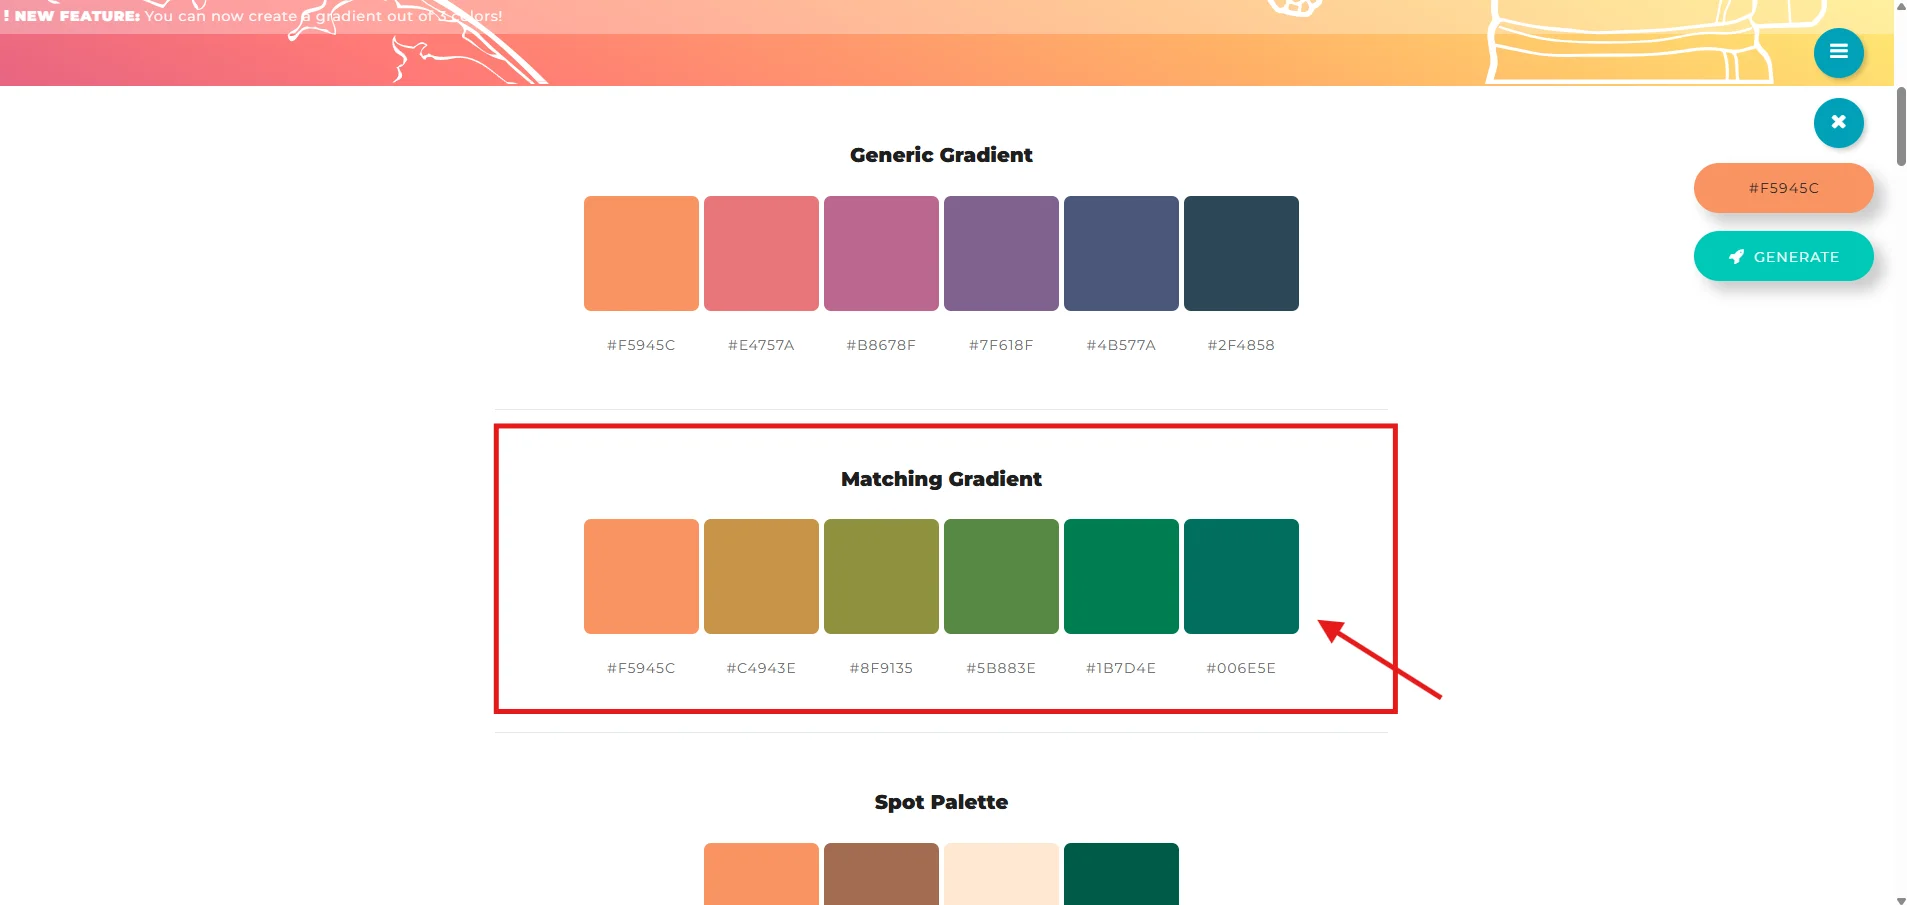 ! NEW FEATURE: You can now create a gradient out of 3 colors!
Generic Gradient
#F5945C
GENERATE
#F5945C #E4757A #B8678F #7F618F #4B577A #2F4858
Matching Gradient
#F5945C #C4943E #8F9135 #5B883E #1B7D4E #006E5E
Spot Palette